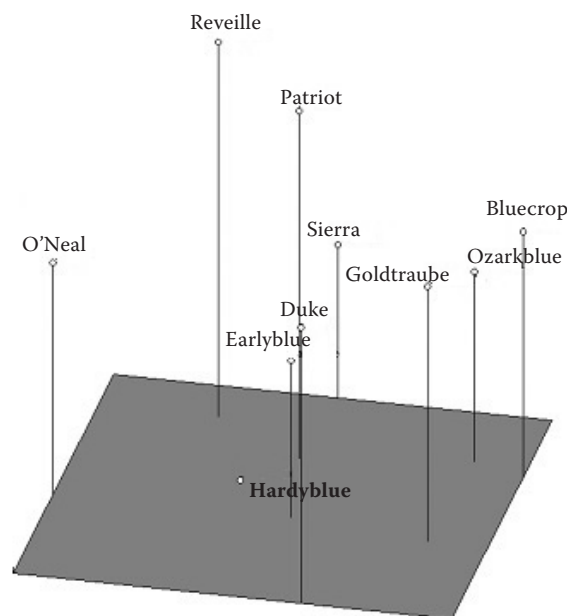 Reveille
Patriot
Bluecrop
Sierra
O'Neal
Ozarkblue
Goldtraube
Duke
Earlyblue
Hardyblue